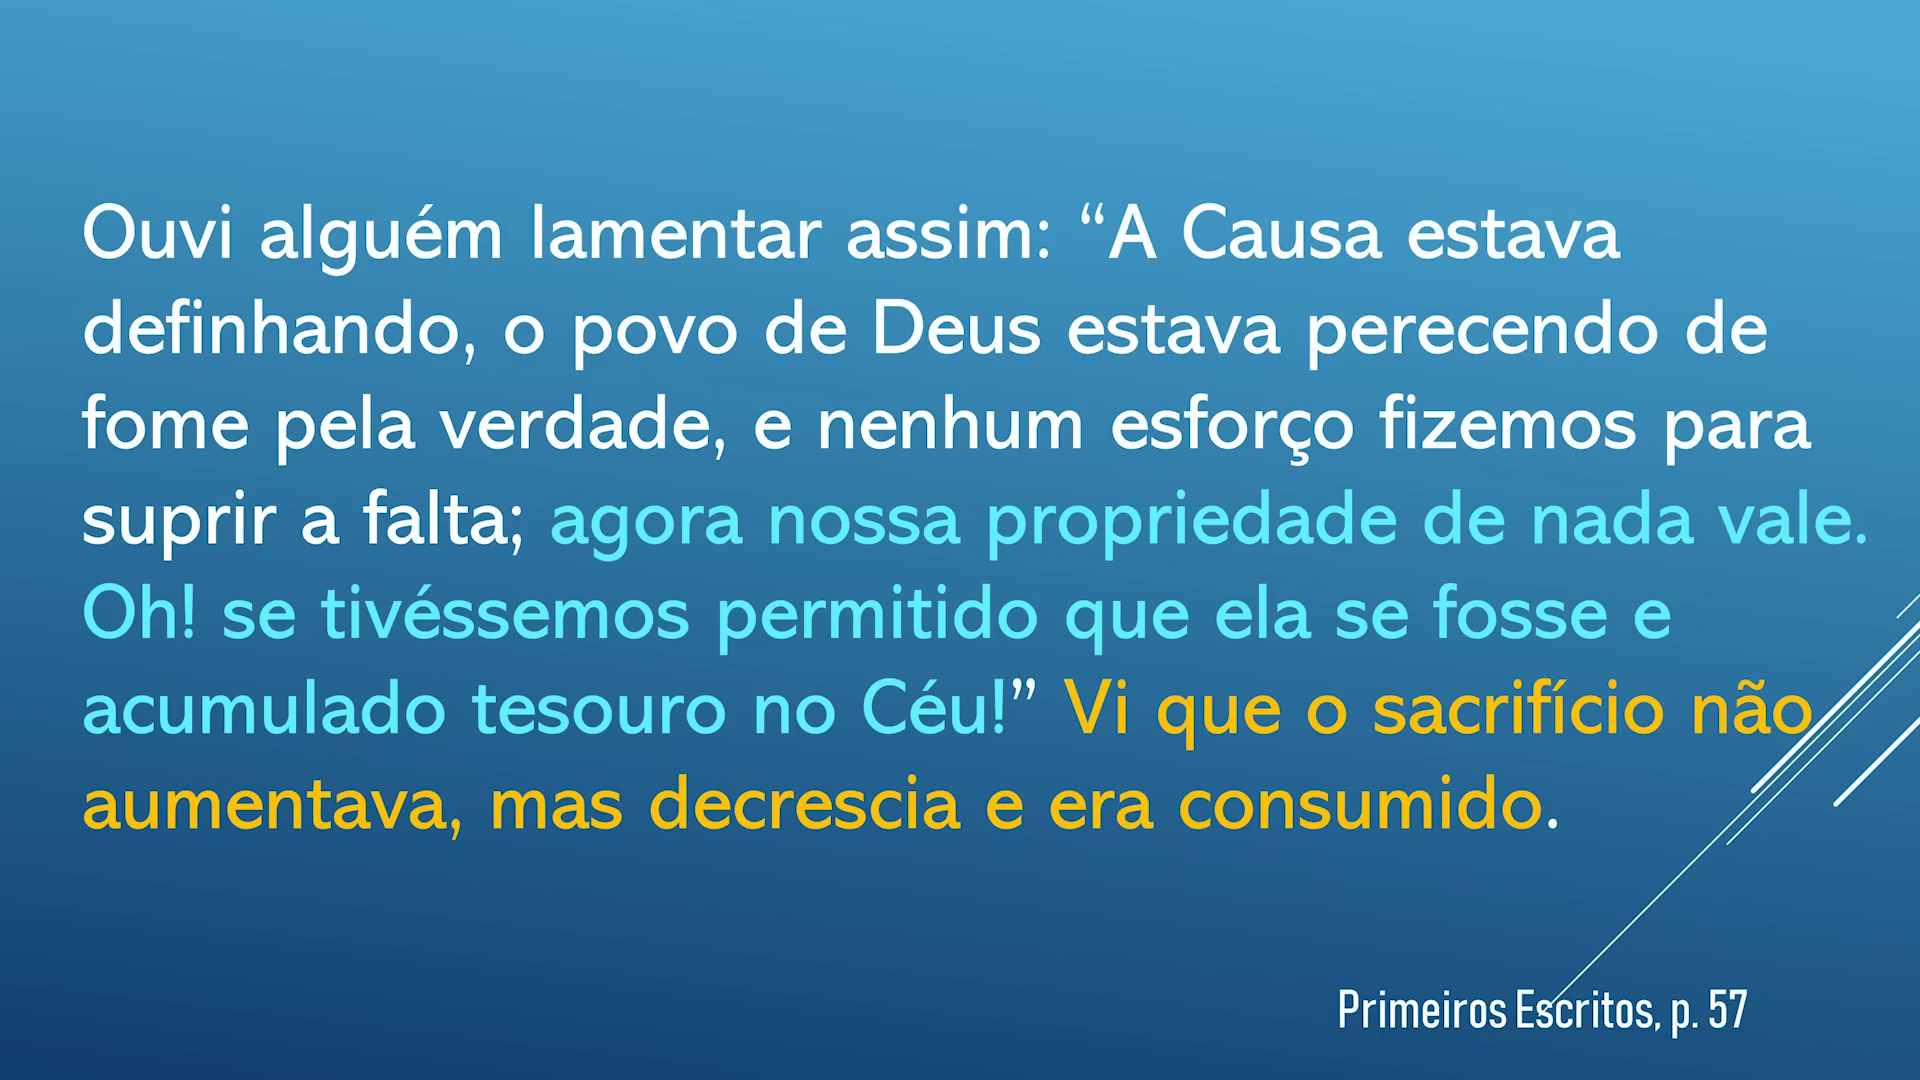 Ouvi alguém lamentar assim: “A Causa estava
definhando, o povo de Deus estava perecendo de
fome pela verdade, e nenhum esforço fizemos para
suprir a falta; agora nossa propriedade de nada vale.
Oh! se tivéssemos permitido que ela se fosse e
acumulado tesouro no Céu!” Vi que o sacrifício não
aumentava, mas decrescia e era consumido.
Primeiros Escritos, p. 57